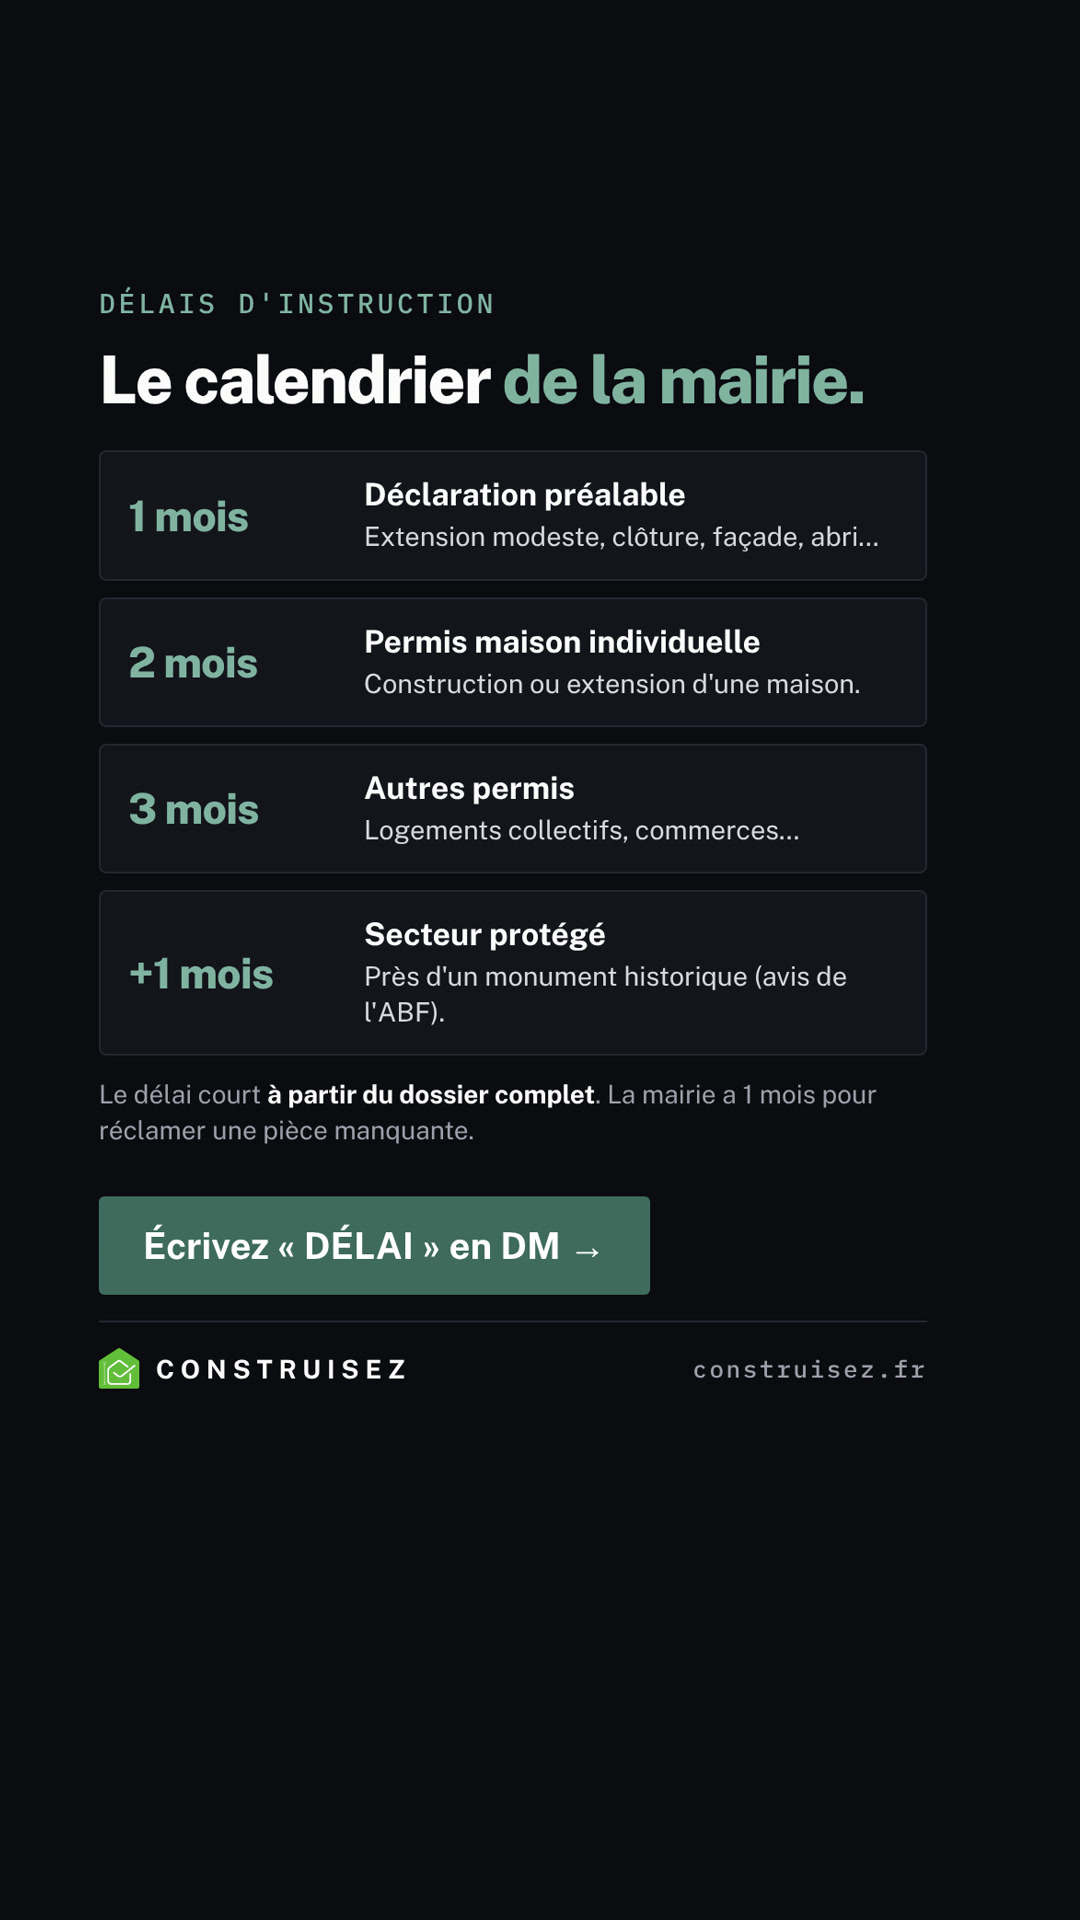 DÉLAIS D'INSTRUCTION
Le calendrier de la mairie.
1 mois
Déclaration préalable
Extension modeste, clôture, façade, abri…
2 mois
Permis maison individuelle
Construction ou extension d'une maison.
3 mois
Autres permis
Logements collectifs, commerces…
+1 mois
Secteur protégé
Près d'un monument historique (avis de
l'ABF).
Le délai court à partir du dossier complet. La mairie a 1 mois pour
réclamer une pièce manquante.
Écrivez « DÉLAI » en DM →
CONSTRUISEZ
construisez.fr